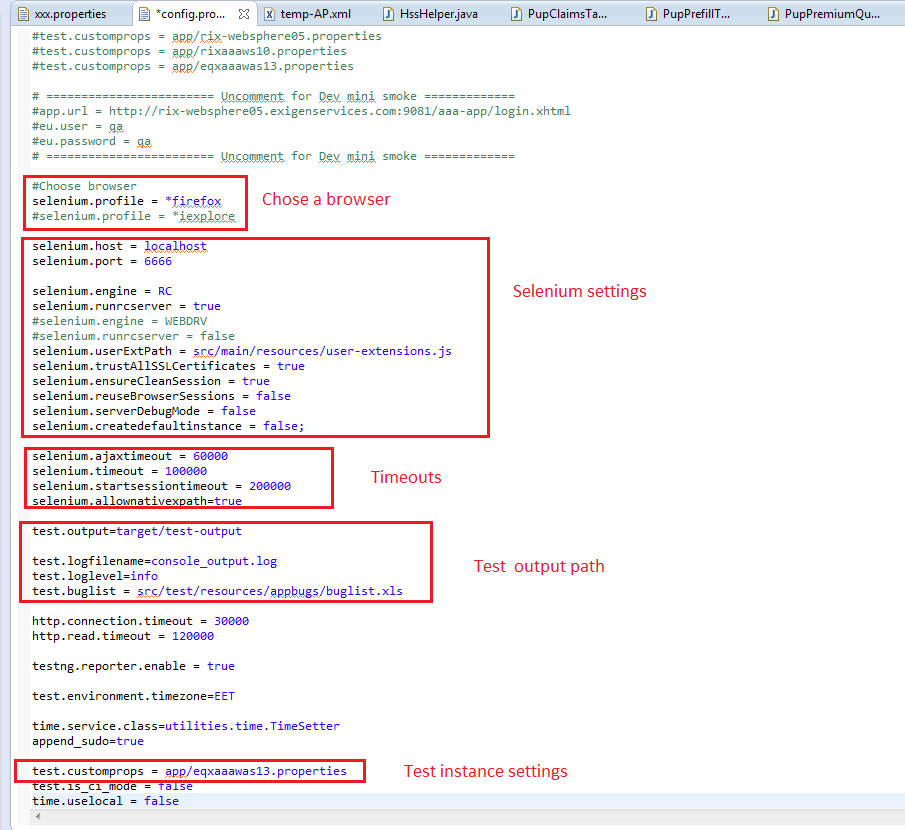 xxx.properties *config.pro... temp-AP.xml HssHelper.java PupClaimsTa... PupPrefillT... PupPremiumQu...
#test.customprops = app/rix-websphere05.properties
#test.customprops = app/rixaaaws10.properties
#test.customprops = app/eqxaaawas13.properties
# ======================== Uncomment for Dev mini smoke =============
#app.url = http://rix-websphere05.exigenservices.com:9081/aaa-app/login.xhtml
#eu.user = qa
#eu.password = qa
# ======================== Uncomment for Dev mini smoke =============
#Choose browser
selenium.profile = *firefox
#selenium.profile = *iexplore
Chose a browser
selenium.host = localhost
selenium.port = 6666
selenium.engine = RC
selenium.runrcserver = true
#selenium.engine = WEBDRV
#selenium.runrcserver = false
selenium.userExtPath = src/main/resources/user-extensions.js
selenium.trustAllSSLCertificates = true
selenium.ensureCleanSession = true
selenium.reuseBrowserSessions = false
selenium.serverDebugMode = false
selenium.createdefaultinstance = false;
Selenium settings
selenium.ajaxtimeout = 60000
selenium.timeout = 100000
selenium.startsessiontimeout = 200000
selenium.allownativexpath=true
Timeouts
test.output=target/test-output
test.logfilename=console_output.log
test.loglevel=info
test.buglist = src/test/resources/appbugs/buglist.xls
Test output path
http.connection.timeout = 30000
http.read.timeout = 120000
testng.reporter.enable = true
test.environment.timezone=EET
time.service.class=utilities.time.TimeSetter
append_sudo=true
test.customprops = app/eqxaaawas13.properties
Test instance settings
test.is_ci_mode = false
time.uselocal = false